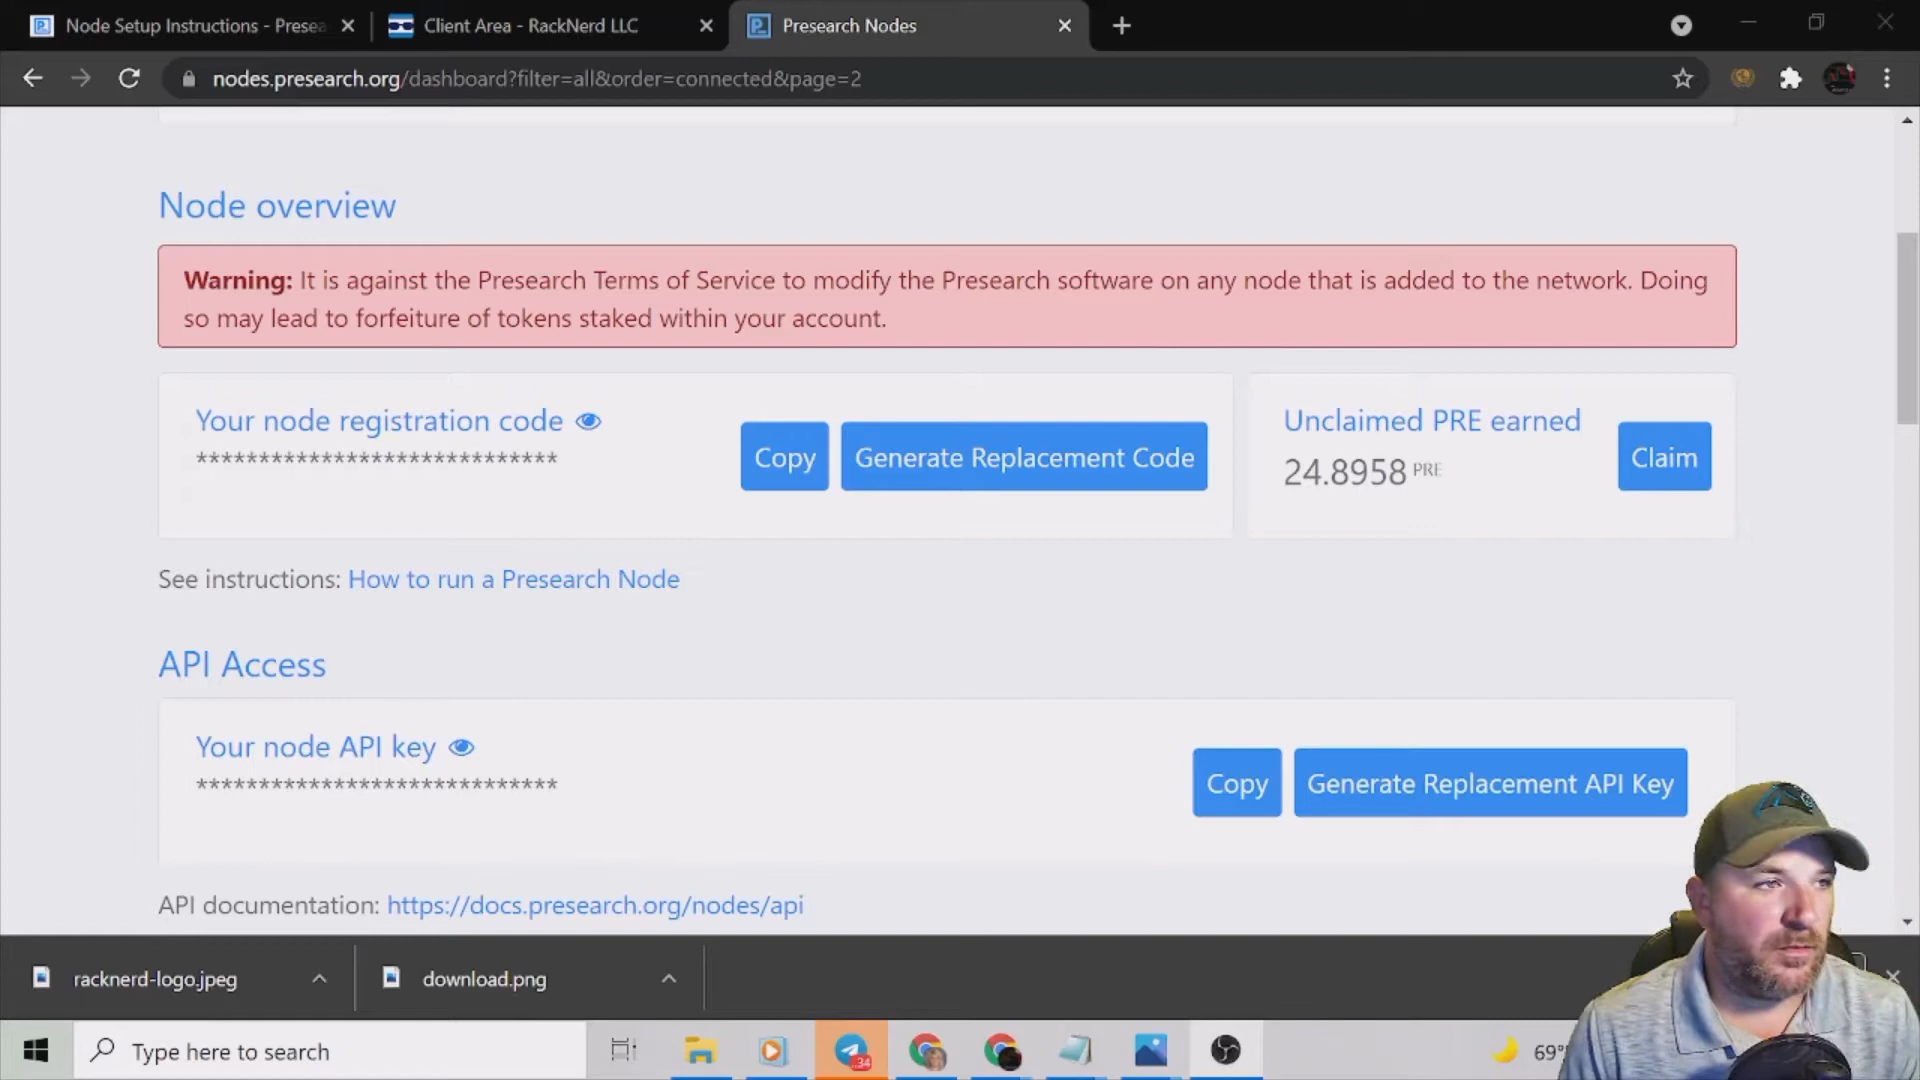 Node Setup Instructions - Presea
Client Area - RackNerd LLC
Presearch Nodes
nodes.presearch.org/dashboard?filter=all&order=connected&page=2
Node overview
Warning: It is against the Presearch Terms of Service to modify the Presearch software on any node that is added to the network. Doing
so may lead to forfeiture of tokens staked within your account.
Your node registration code
*****************************
Copy
Generate Replacement Code
Unclaimed PRE earned
24.8958 PRE
Claim
See instructions: How to run a Presearch Node
API Access
Your node API key
*****************************
Copy
Generate Replacement API Key
API documentation: https://docs.presearch.org/nodes/api
racknerd-logo.jpeg
download.png
Type here to search
34
69°